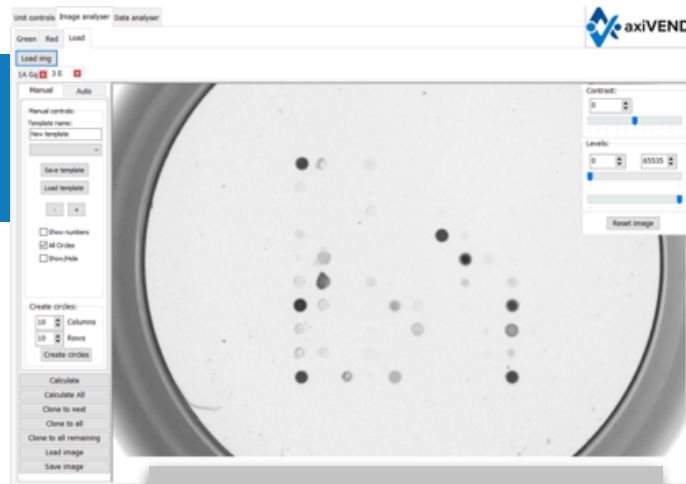 Unit controls Image analyser Data analyser
axiVEND
Green Red Load
Load img
1A Gq 3 E
Manual Auto
Manual controls:
Template name:
New template
Save template
Load template
- +
Show numbers
All Circles
Show/Hide
Create circles:
10 Columns
10 Rows
Create circles
Calculate
Calculate All
Clone to next
Clone to all
Clone to all remaining
Load image
Save image
Contrast:
0
Levels:
0 65535
Reset image